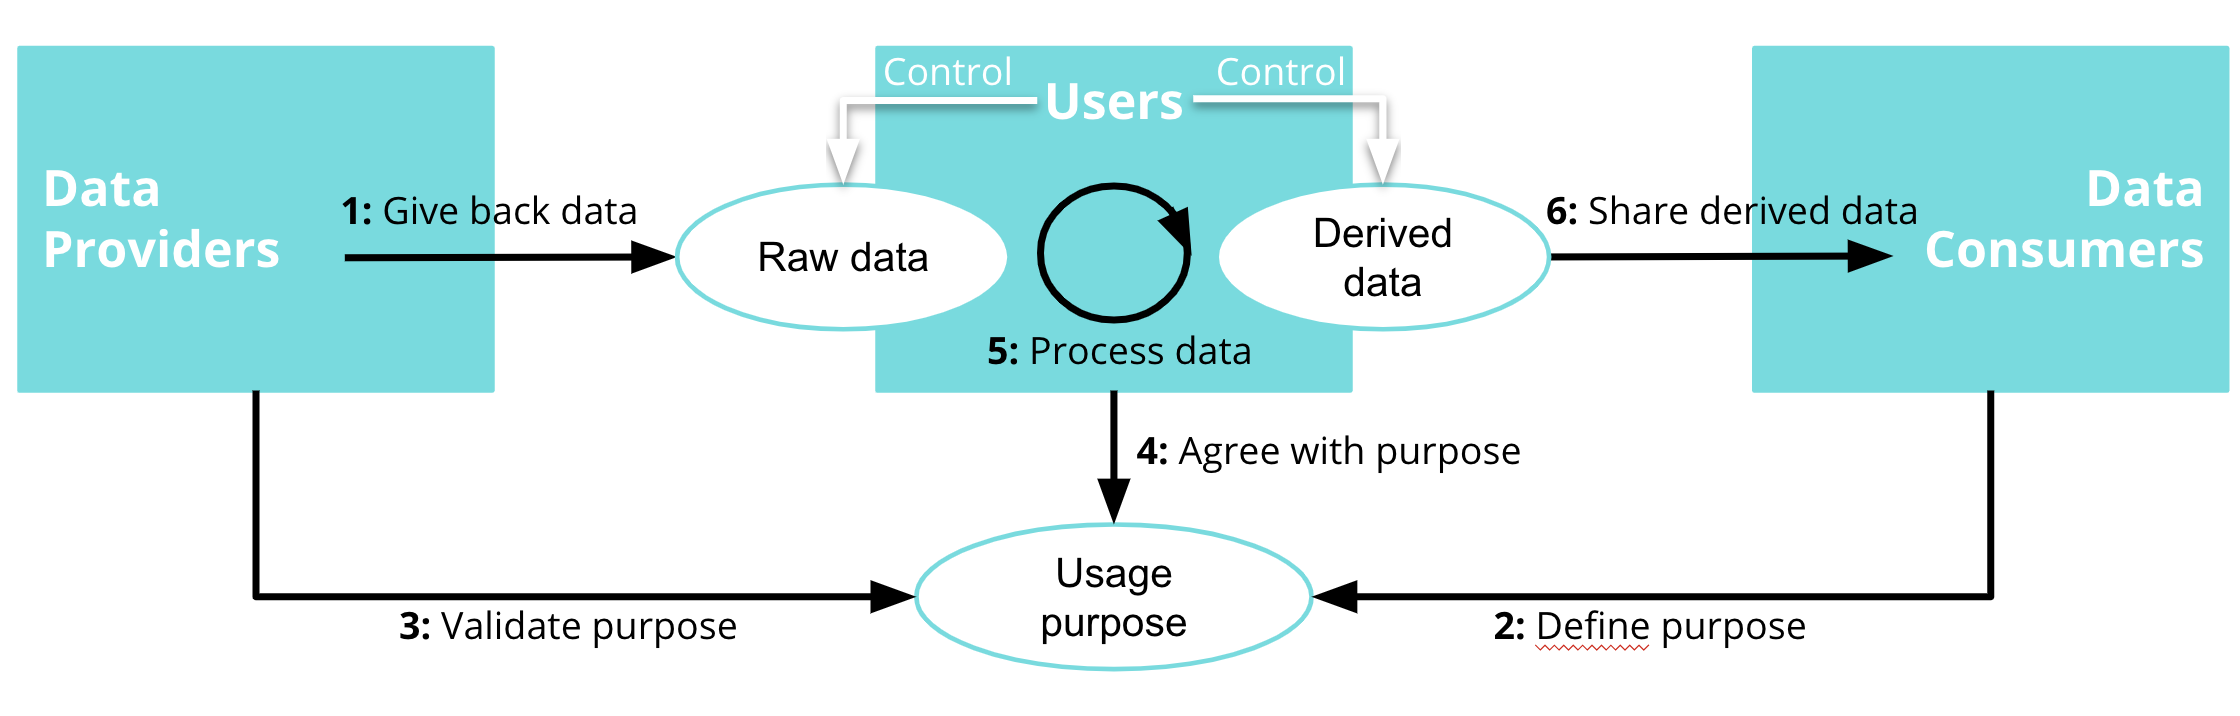 Control
Control
Users
Data
Providers
1: Give back data
Raw data
Derived
data
6: Share derived data
Data
Consumers
5: Process data
4: Agree with purpose
Usage
purpose
3: Validate purpose
2: Define purpose